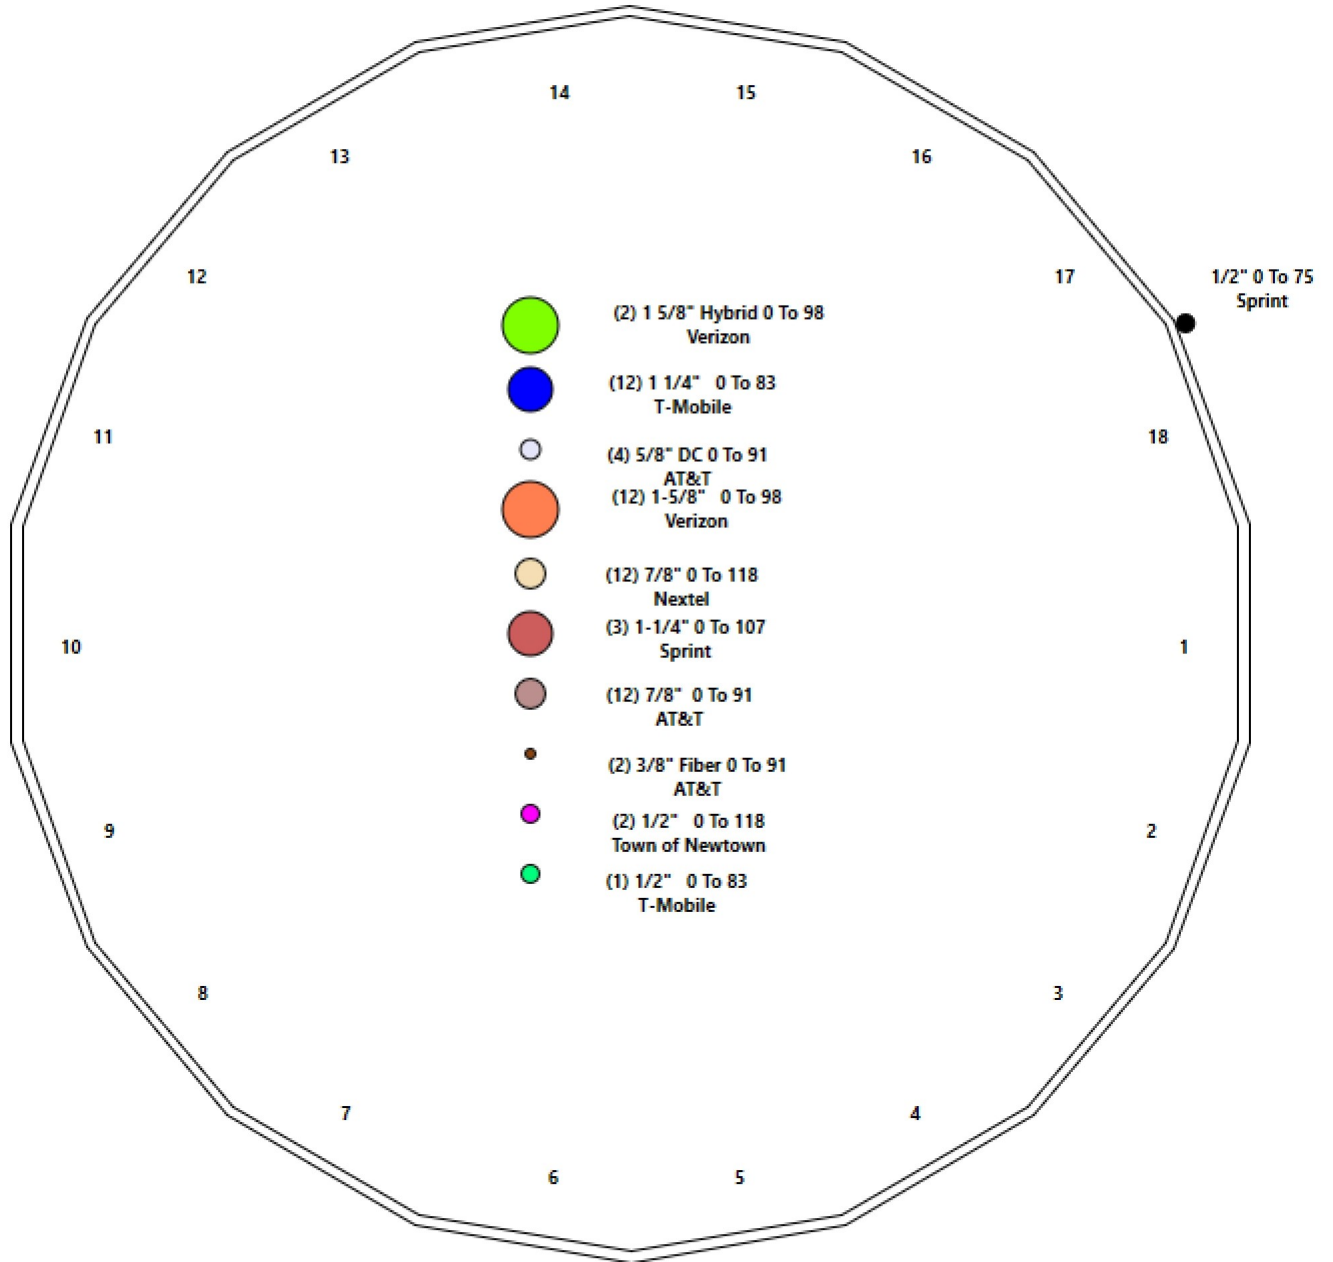 14
15
13
16
12
17
1/2" 0 To 75
Sprint
(2) 1 5/8" Hybrid 0 To 98
Verizon
(12) 1 1/4"   0 To 83
T-Mobile
11
18
(4) 5/8" DC 0 To 91
AT&T
(12) 1-5/8"   0 To 98
Verizon
(12) 7/8" 0 To 118
Nextel
(3) 1-1/4" 0 To 107
Sprint
10
1
(12) 7/8"  0 To 91
AT&T
(2) 3/8" Fiber 0 To 91
AT&T
(2) 1/2"   0 To 118
Town of Newtown
9
2
(1) 1/2"   0 To 83
T-Mobile
8
3
7
4
6
5